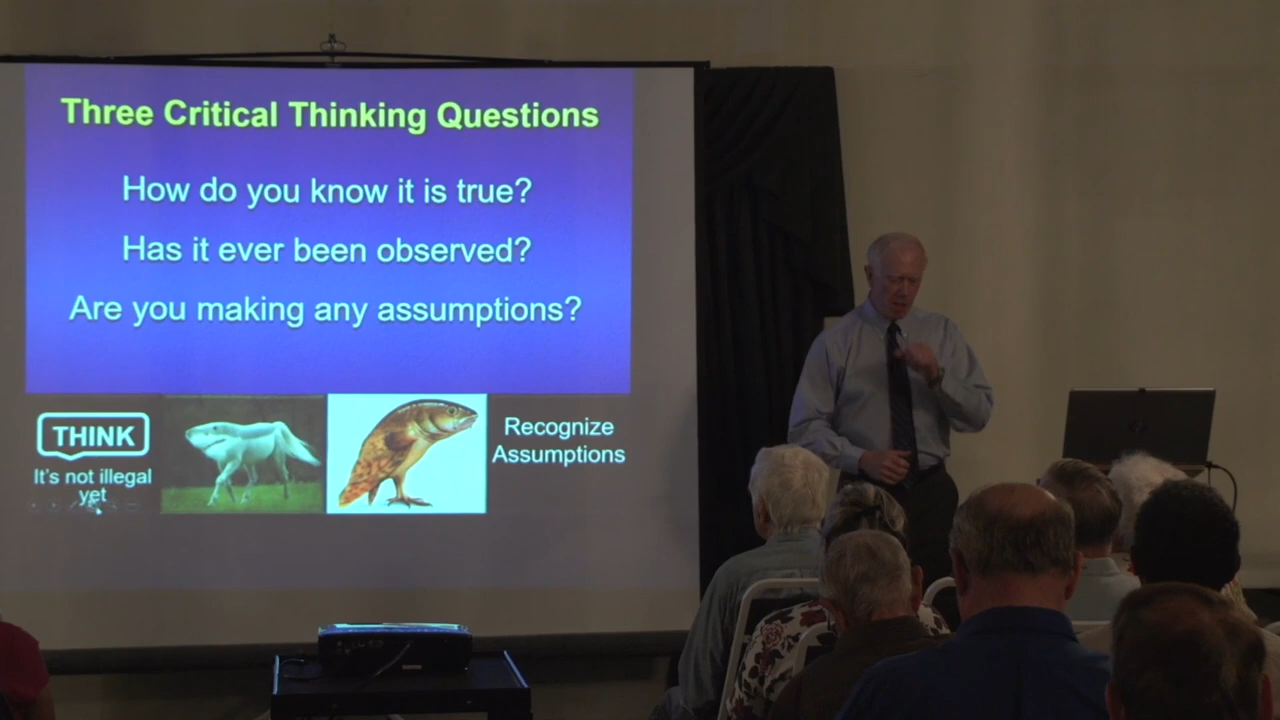 Three Critical Thinking Questions
How do you know it is true?
Has it ever been observed?
Are you making any assumptions?
THINK
It's not illegal
yet
Recognize
Assumptions